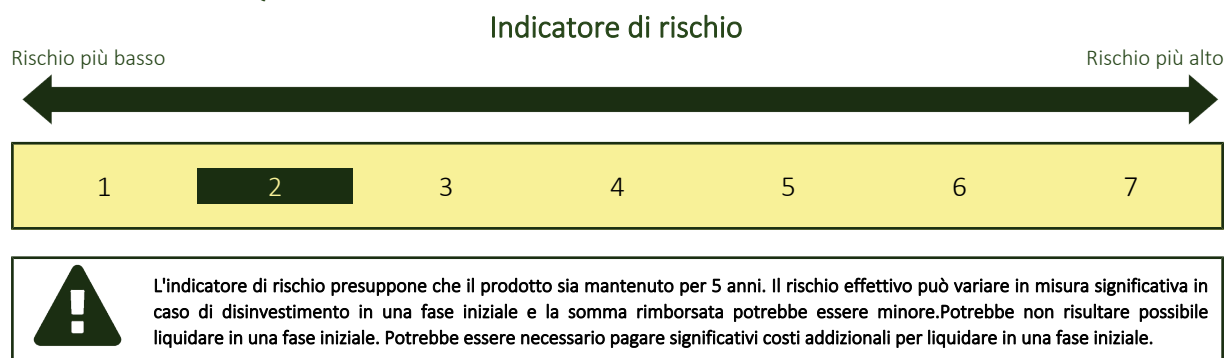 Indicatore di rischio
Rischio più basso
Rischio più alto
1 2 3 4 5 6 7
L'indicatore di rischio presuppone che il prodotto sia mantenuto per 5 anni. Il rischio effettivo può variare in misura significativa in
caso di disinvestimento in una fase iniziale e la somma rimborsata potrebbe essere minore.Potrebbe non risultare possibile
liquidare in una fase iniziale. Potrebbe essere necessario pagare significativi costi addizionali per liquidare in una fase iniziale.